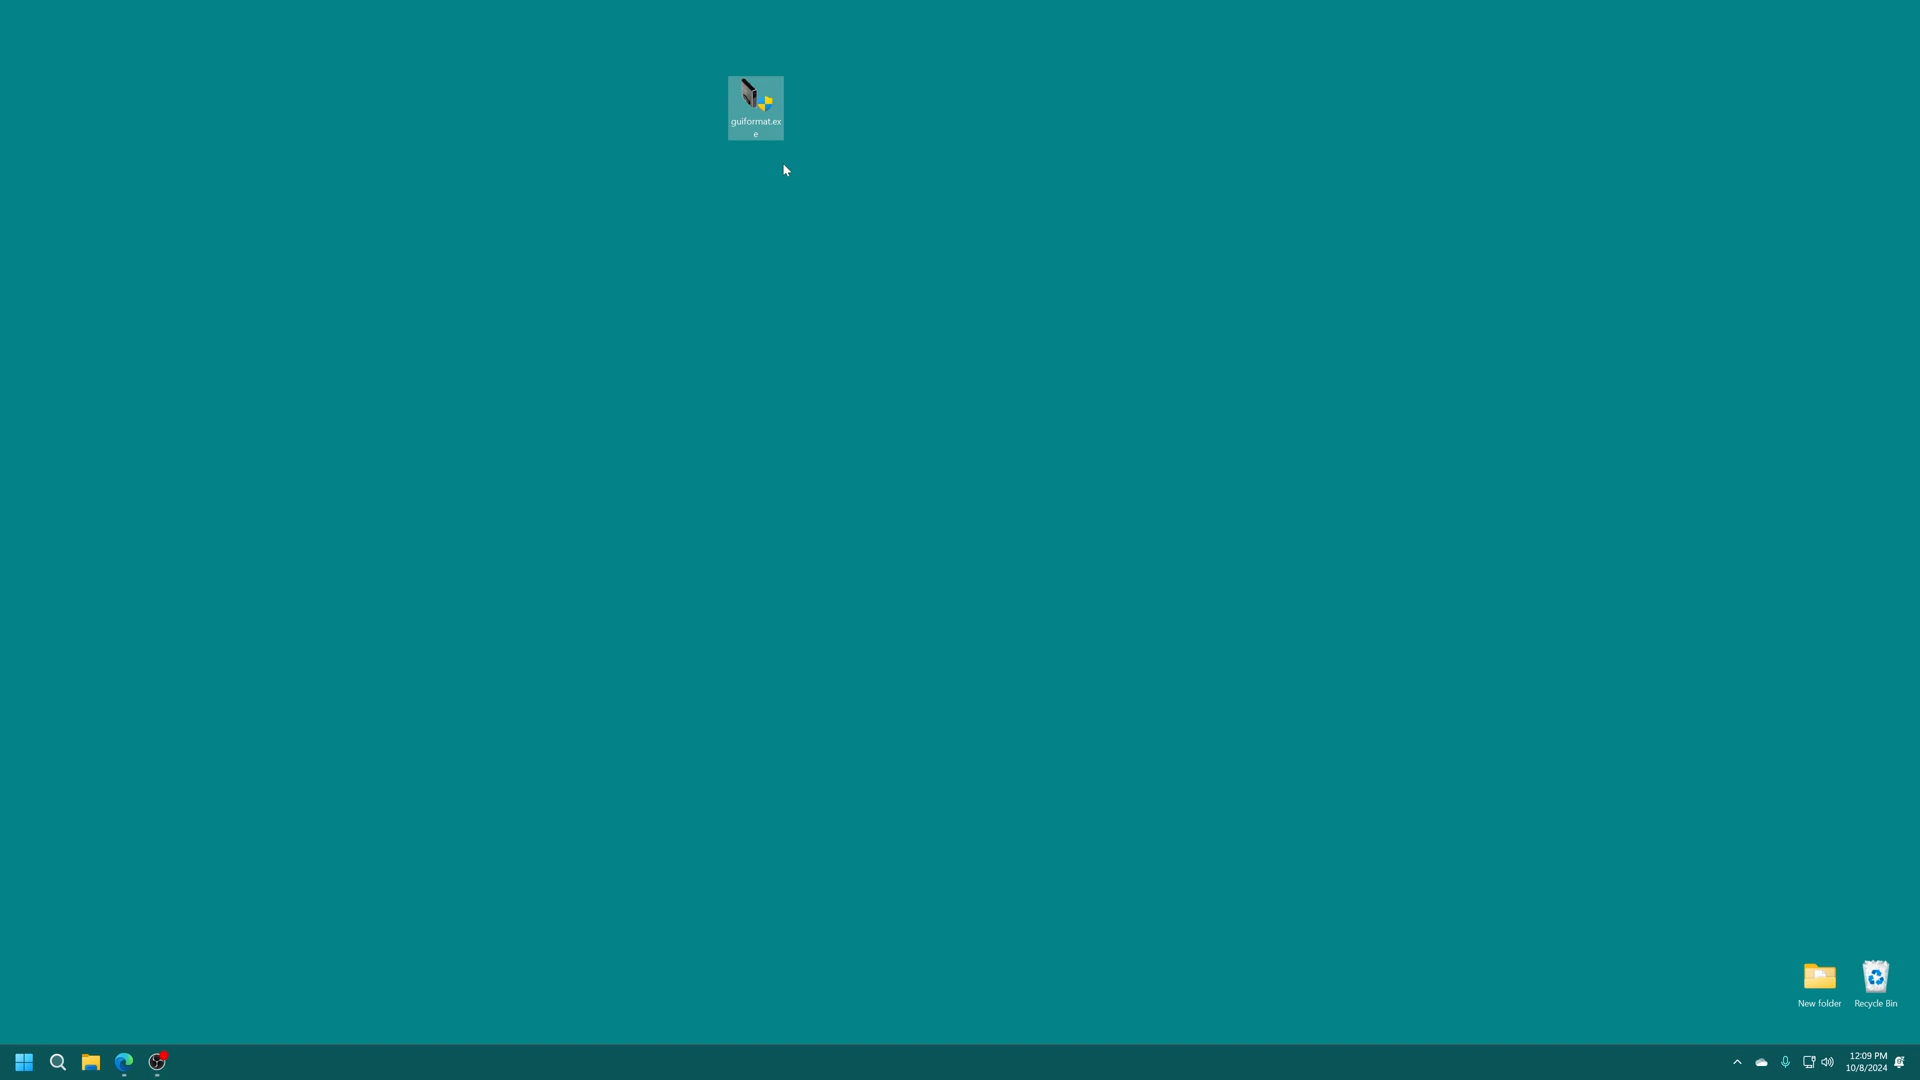 guiformat.ex
e
New folder
Recycle Bin
12:09 PM
10/8/2024